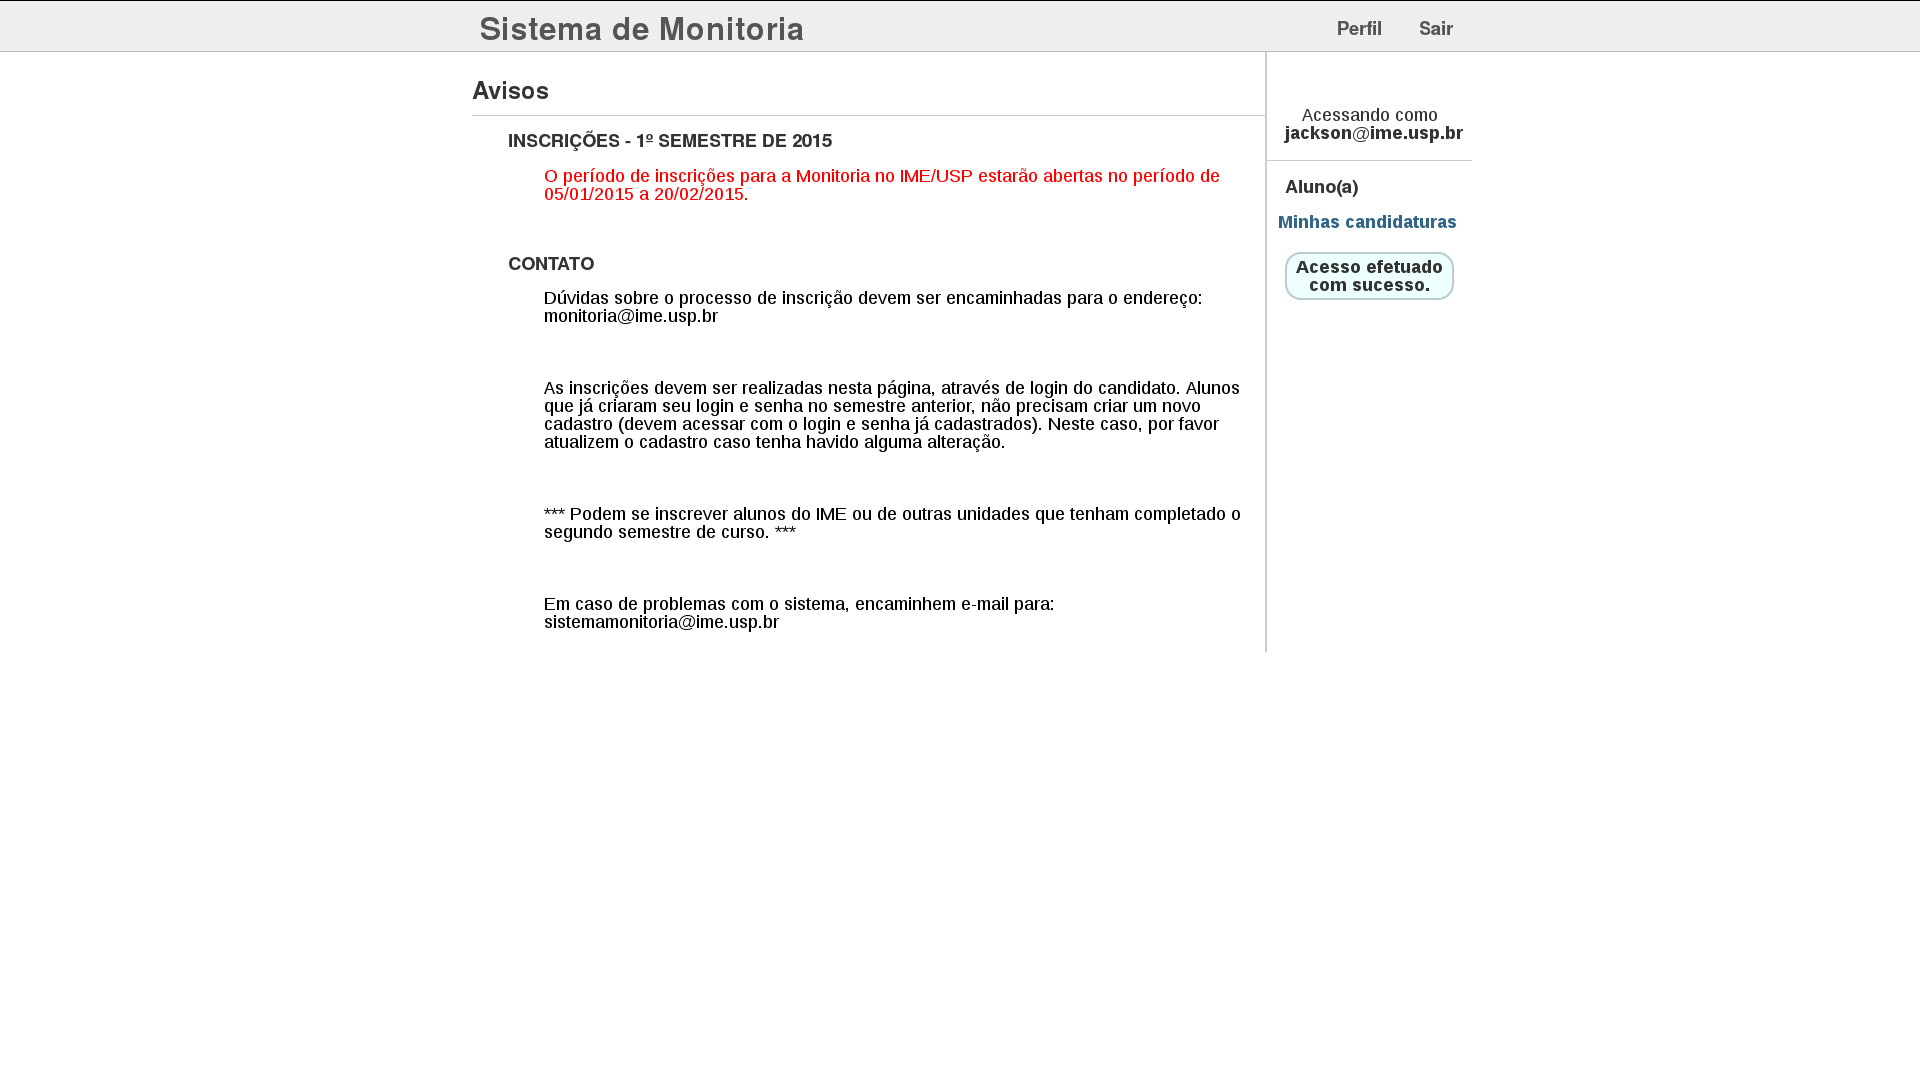 Sistema de Monitoria
Perfil
Sair
Avisos
INSCRIÇÕES - 1º SEMESTRE DE 2015
O período de inscrições para a Monitoria no IME/USP estarão abertas no período de
05/01/2015 a 20/02/2015.
CONTATO
Dúvidas sobre o processo de inscrição devem ser encaminhadas para o endereço:
monitoria@ime.usp.br
As inscrições devem ser realizadas nesta página, através de login do candidato. Alunos
que já criaram seu login e senha no semestre anterior, não precisam criar um novo
cadastro (devem acessar com o login e senha já cadastrados). Neste caso, por favor
atualizem o cadastro caso tenha havido alguma alteração.
*** Podem se inscrever alunos do IME ou de outras unidades que tenham completado o
segundo semestre de curso. ***
Em caso de problemas com o sistema, encaminhem e-mail para:
sistemamonitoria@ime.usp.br
Acessando como
jackson@ime.usp.br
Aluno(a)
Minhas candidaturas
Acesso efetuado
com sucesso.